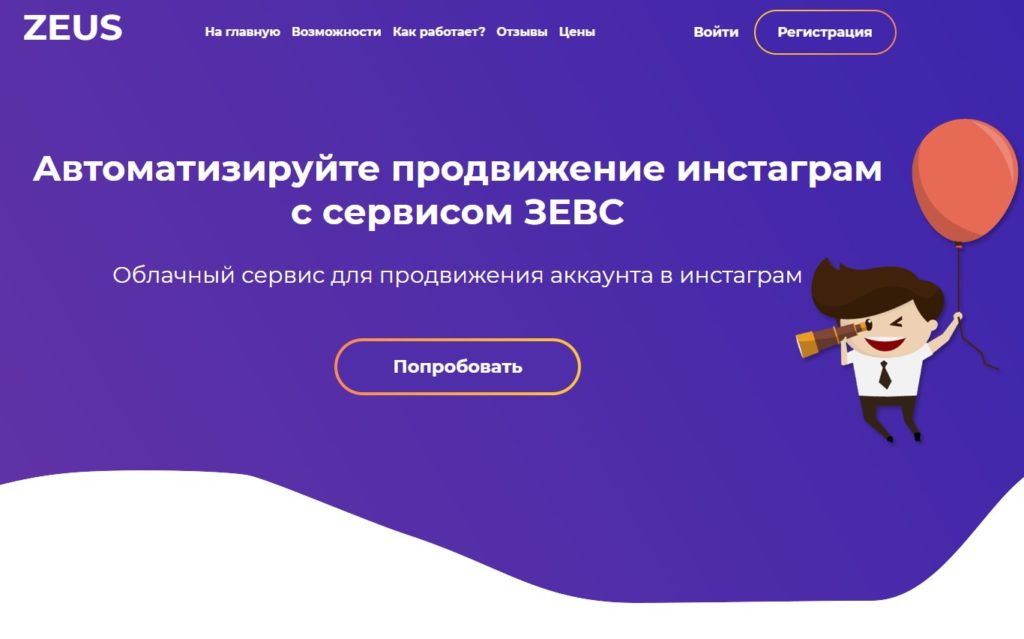 ZEUS
На главную Возможности Как работает? Отзывы Цены
Войти Регистрация
Автоматизируйте продвижение инстаграм
с сервисом ЗЕВС
Облачный сервис для продвижения аккаунта в инстаграм
Попробовать